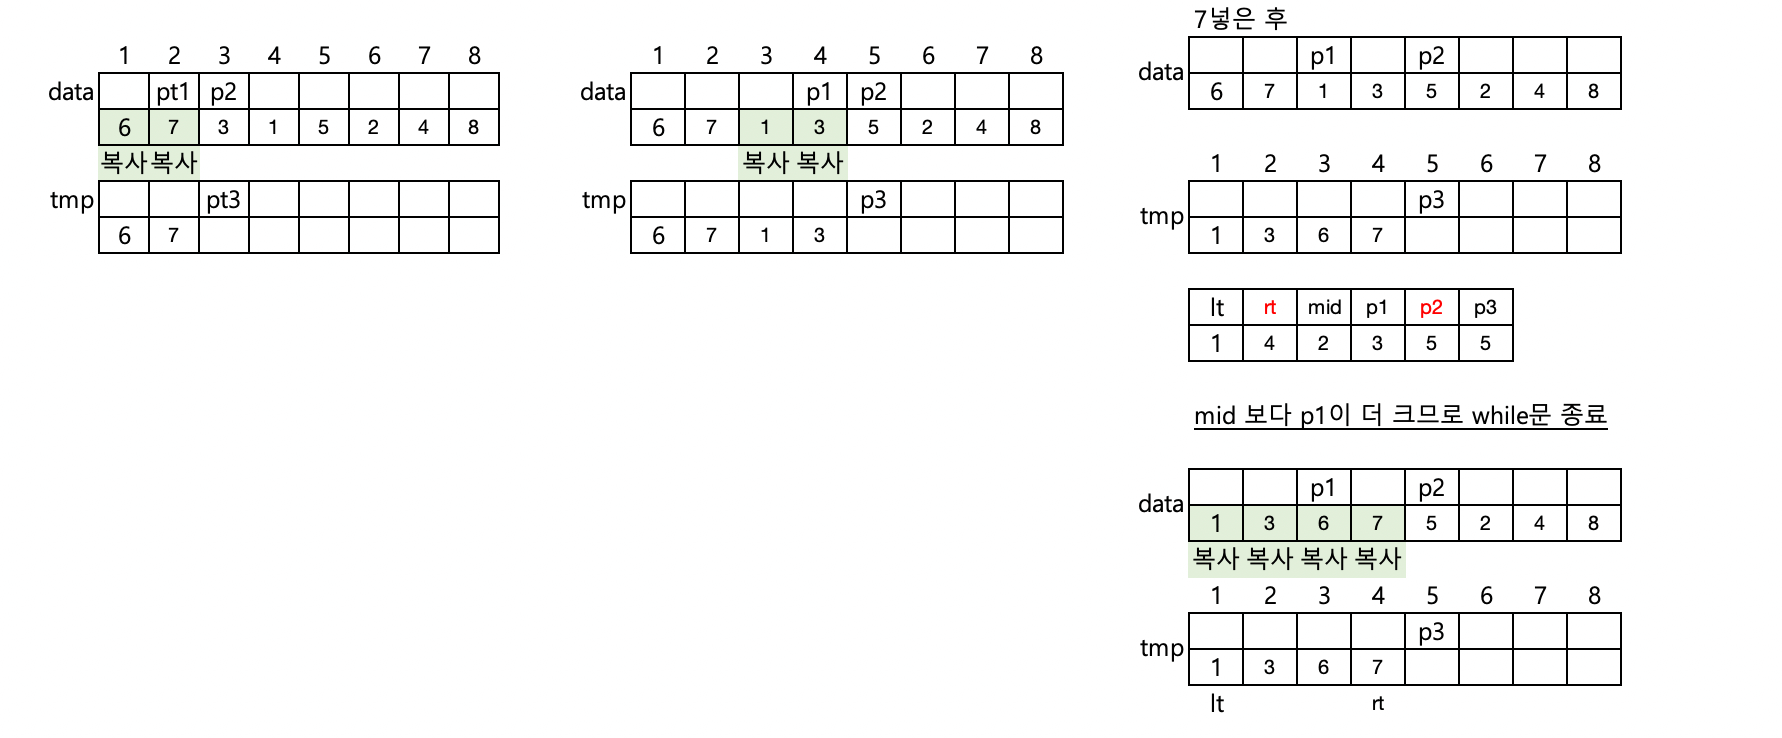 1 2 3 4 5 6 7 8
data
pt1 p2
6 7 3 1 5 2 4 8
복사 복사
tmp
pt3
6 7
1 2 3 4 5 6 7 8
data
p1 p2
6 7 1 3 5 2 4 8
복사 복사
tmp
p3
6 7 1 3
7넣은 후
data
p1 p2
6 7 1 3 5 2 4 8
1 2 3 4 5 6 7 8
tmp
p3
1 3 6 7
lt rt mid p1 p2 p3
1 4 2 3 5 5
mid 보다 p1이 더 크므로 while문 종료
data
p1 p2
1 3 6 7 5 2 4 8
복사 복사 복사 복사
1 2 3 4 5 6 7 8
tmp
p3
1 3 6 7
lt rt